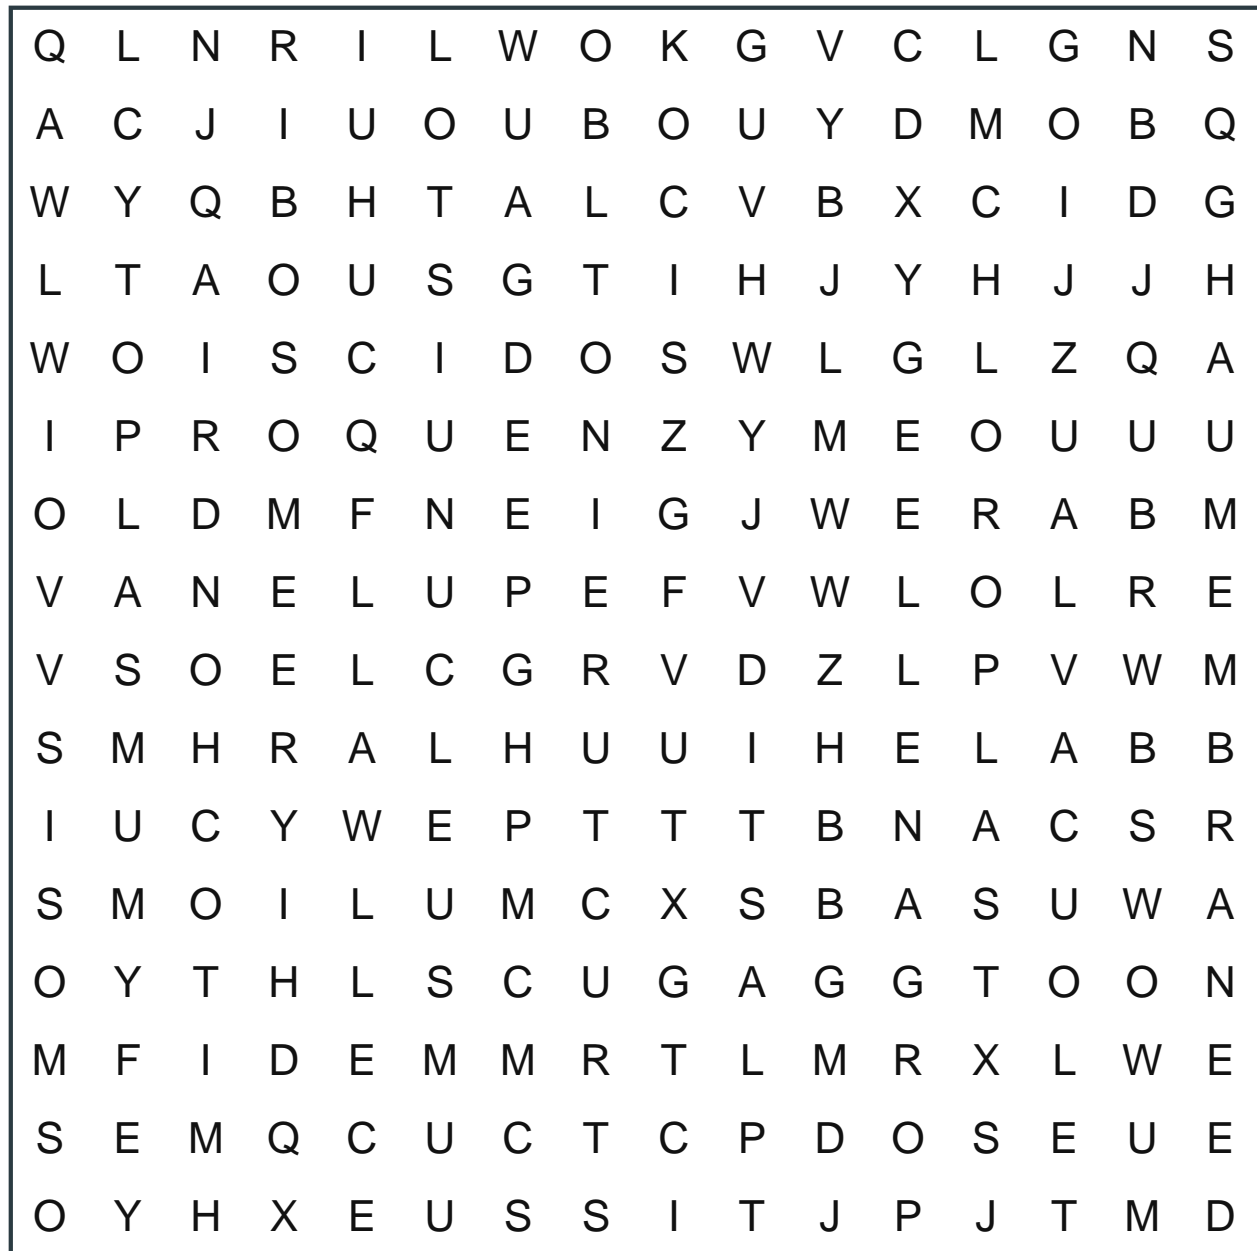 Q L N R I L W O K G V C L G N S
A C J I U O U B O U Y D M O B Q
W Y Q B H T A L C V B X C I D G
L T A O U S G T I H J Y H J J H
W O I S C I D O S W L G L Z Q A
I P R O Q U E N Z Y M E O U U U
O L D M F N E I G J W E R A B M
V A N E L U P E F V W L O L R E
V S O E L C G R V D Z L P V W M
S M H R A L H U U I H E L A B B
I U C Y W E P T T T B N A C S R
S M O I L U M C X S B A S U W A
O Y T H L S C U G A G G T O O N
M F I D E M M R T L M R X L W E
S E M Q C U C T C P D O S E U E
O Y H X E U S S I T J P J T M D